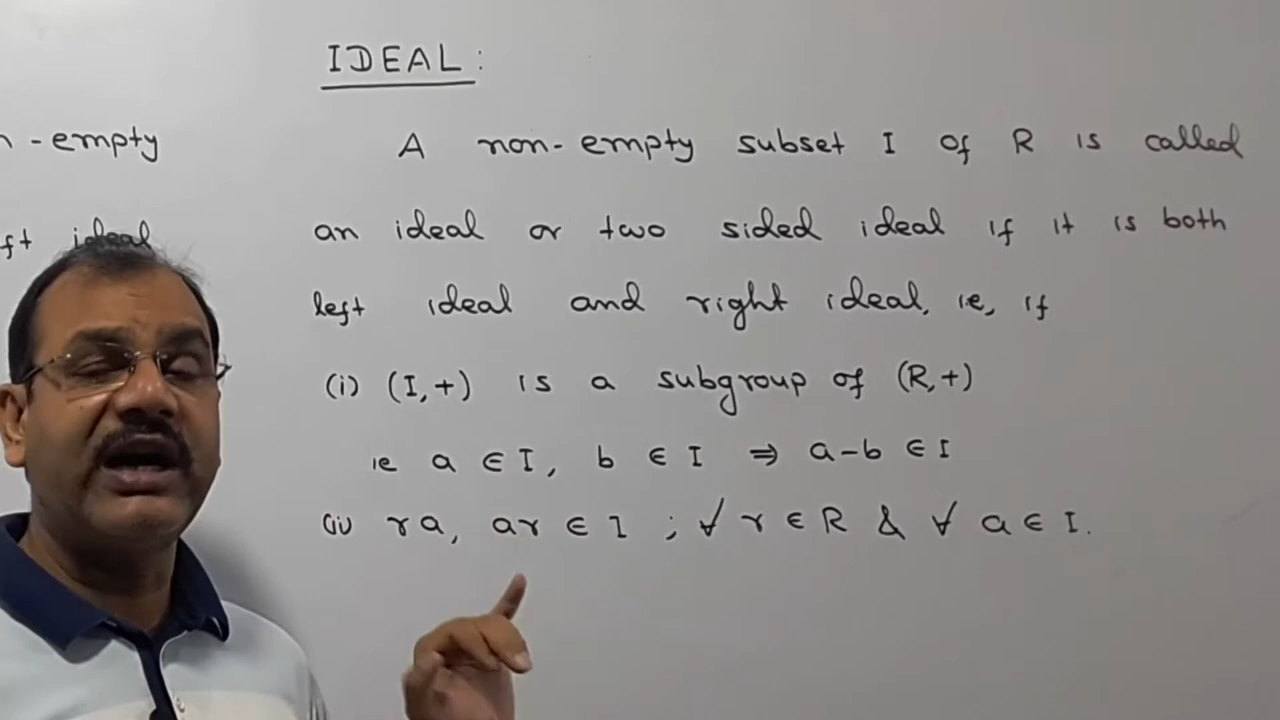 IDEAL:
- empty
A non-empty subset I of R is called
ideal
an ideal or two sided ideal if it is both
left ideal and right ideal, ie, if
(i) (I,+) is a subgroup of (R,+)
ie a ∈ I, b ∈ I ⇒ a-b ∈ I
(ii) ra, ar ∈ I ; ∀ r ∈ R & ∀ a ∈ I.